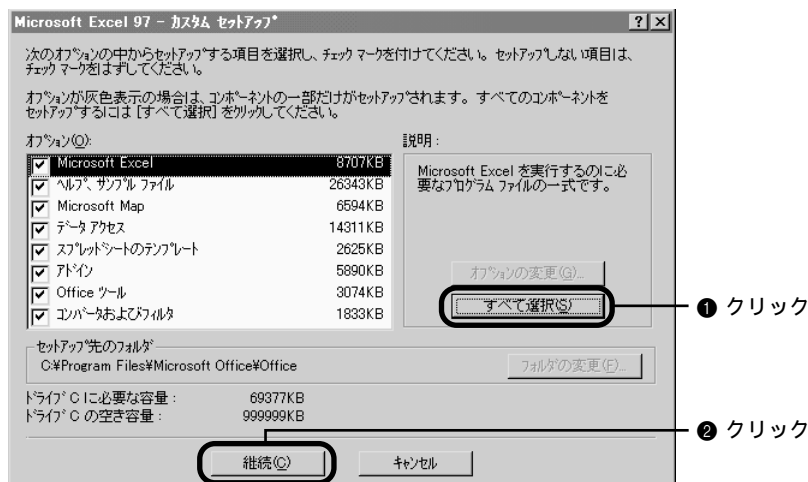 Microsoft Excel 97 - ｶｽﾀﾑ ｾｯﾄｱｯﾌﾟ
次のｵﾌﾟｼｮﾝの中からｾｯﾄｱｯﾌﾟする項目を選択し、ﾁｪｯｸ ﾏｰｸを付けてください。ｾｯﾄｱｯﾌﾟしない項目は、
ﾁｪｯｸ ﾏｰｸをはずしてください。
ｵﾌﾟｼｮﾝが灰色表示の場合は、ｺﾝﾎﾟｰﾈﾝﾄの一部だけがｾｯﾄｱｯﾌﾟされます。すべてのｺﾝﾎﾟｰﾈﾝﾄを
ｾｯﾄｱｯﾌﾟするには [すべて選択] をｸﾘｯｸしてください。
ｵﾌﾟｼｮﾝ(O):
Microsoft Excel 8707KB
ﾍﾙﾌﾟ、ｻﾝﾌﾟﾙ ﾌｧｲﾙ 26343KB
Microsoft Map 6594KB
ﾃﾞｰﾀ ｱｸｾｽ 14311KB
ｽﾌﾟﾚｯﾄﾞｼｰﾄのﾃﾝﾌﾟﾚｰﾄ 2625KB
ｱﾄﾞｲﾝ 5890KB
Office ﾂｰﾙ 3074KB
ｺﾝﾊﾞｰﾀおよびﾌｨﾙﾀ 1833KB
説明：
Microsoft Excel を実行するのに必
要なﾌﾟﾛｸﾞﾗﾑ ﾌｧｲﾙの一式です。
ｵﾌﾟｼｮﾝの変更(G)...
すべて選択(S)
❶ クリック
ｾｯﾄｱｯﾌﾟ先のﾌｫﾙﾀﾞ
C:¥Program Files¥Microsoft Office¥Office
ﾌｫﾙﾀﾞの変更(F)...
ﾄﾞﾗｲﾌﾞ C に必要な容量： 69377KB
ﾄﾞﾗｲﾌﾞ C の空き容量： 999999KB
❷ クリック
継続(C)
ｷｬﾝｾﾙ